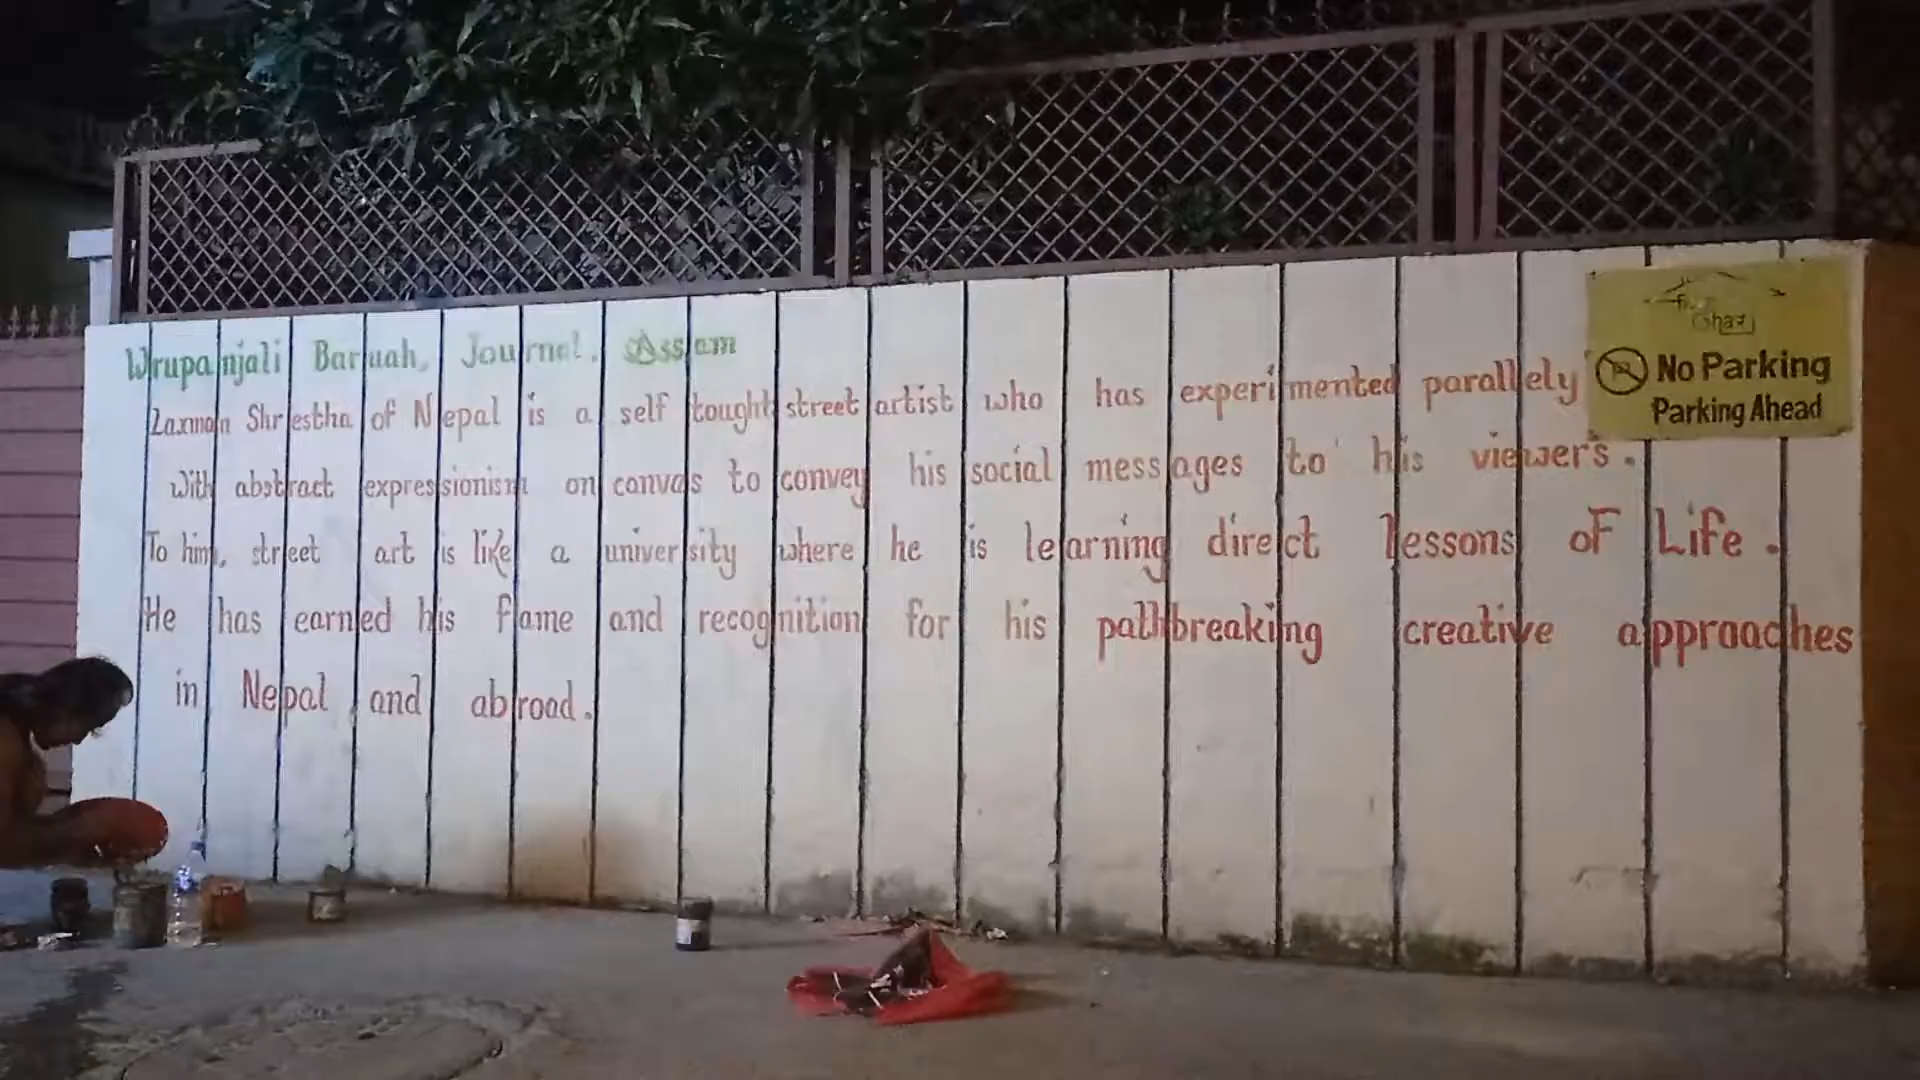 Wrupanjali Baruah, Journal. Assam
Laxman Shrestha of Nepal is a self tought street artist who has experimented parallely
With abstract expressionism on canvas to convey his social messages to his viewers.
To him, street art is like a university where he is learning direct lessons of Life.
He has earned his fame and recognition for his pathbreaking creative approaches
in Nepal and abroad.
Ghar
No Parking
Parking Ahead